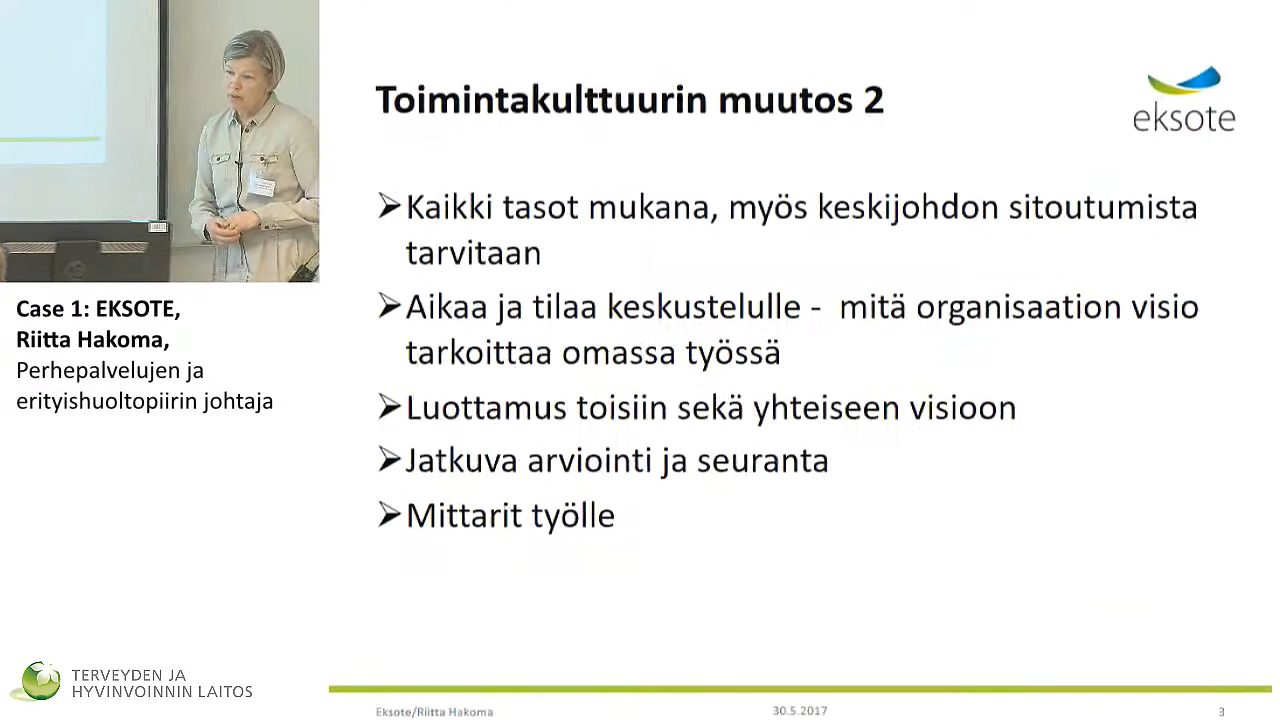 Toimintakulttuurin muutos 2
eksote
➢Kaikki tasot mukana, myös keskijohdon sitoutumista
tarvitaan
➢Aikaa ja tilaa keskustelulle - mitä organisaation visio
tarkoittaa omassa työssä
➢Luottamus toisiin sekä yhteiseen visioon
➢Jatkuva arviointi ja seuranta
➢Mittarit työlle
Case 1: EKSOTE,
Riitta Hakoma,
Perhepalvelujen ja
erityishuoltopiirin johtaja
TERVEYDEN JA
HYVINVOINNIN LAITOS
Eksote/Riitta Hakoma
30.5.2017
3